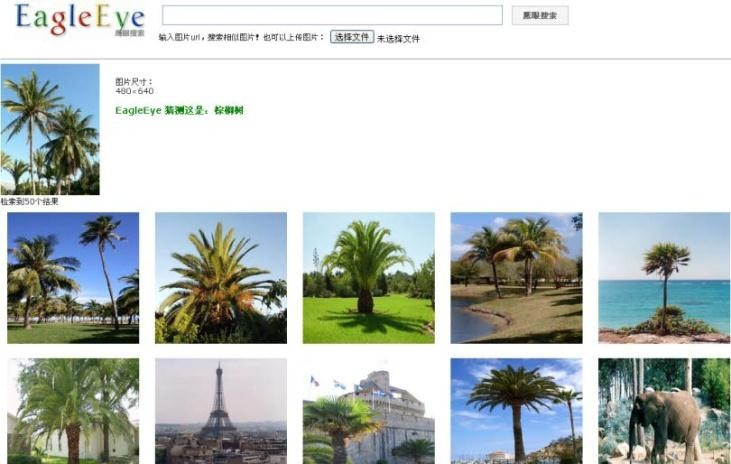 EagleEye
鹰眼搜索
鹰眼搜索
输入图片url，搜索相似图片！也可以上传图片： 选择文件 未选择文件
图片尺寸：
480×640
EagleEye 猜测这是：棕榈树
检索到50个结果